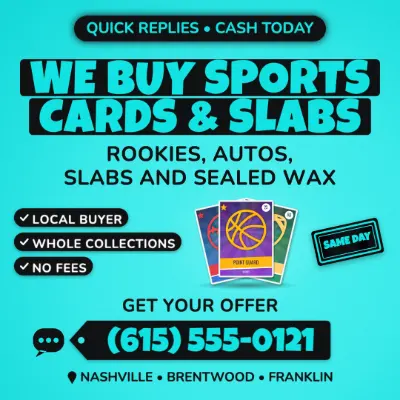 QUICK REPLIES • CASH TODAY
WE BUY SPORTS
CARDS & SLABS
ROOKIES, AUTOS,
SLABS AND SEALED WAX
LOCAL BUYER
WHOLE COLLECTIONS
NO FEES
POINT GUARD
SAME DAY
GET YOUR OFFER
(615) 555-0121
NASHVILLE • BRENTWOOD • FRANKLIN